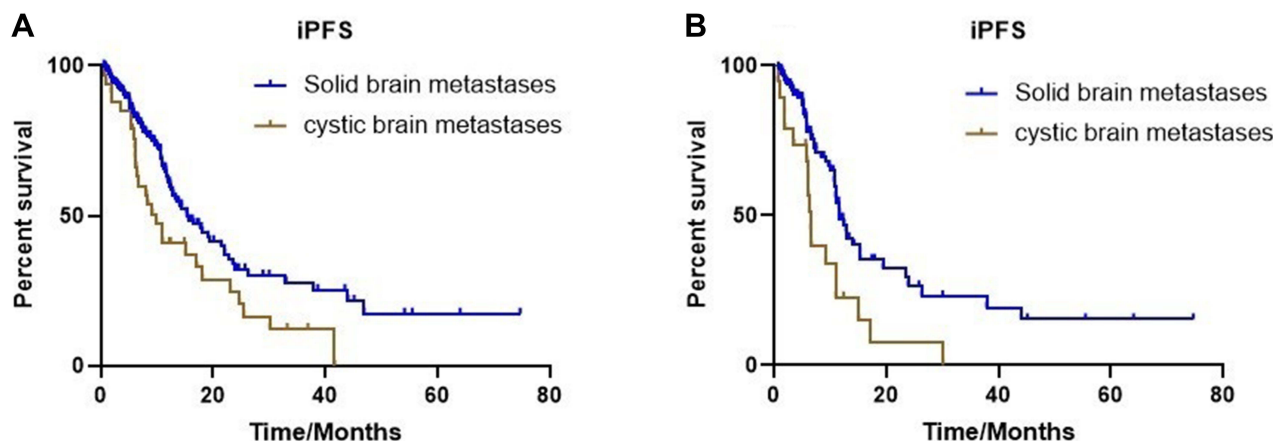 A
iPFS
Solid brain metastases
cystic brain metastases
Percent survival
100
50
0
0 20 40 60 80
Time/Months
B
iPFS
Solid brain metastases
cystic brain metastases
Percent survival
100
50
0
0 20 40 60 80
Time/Months